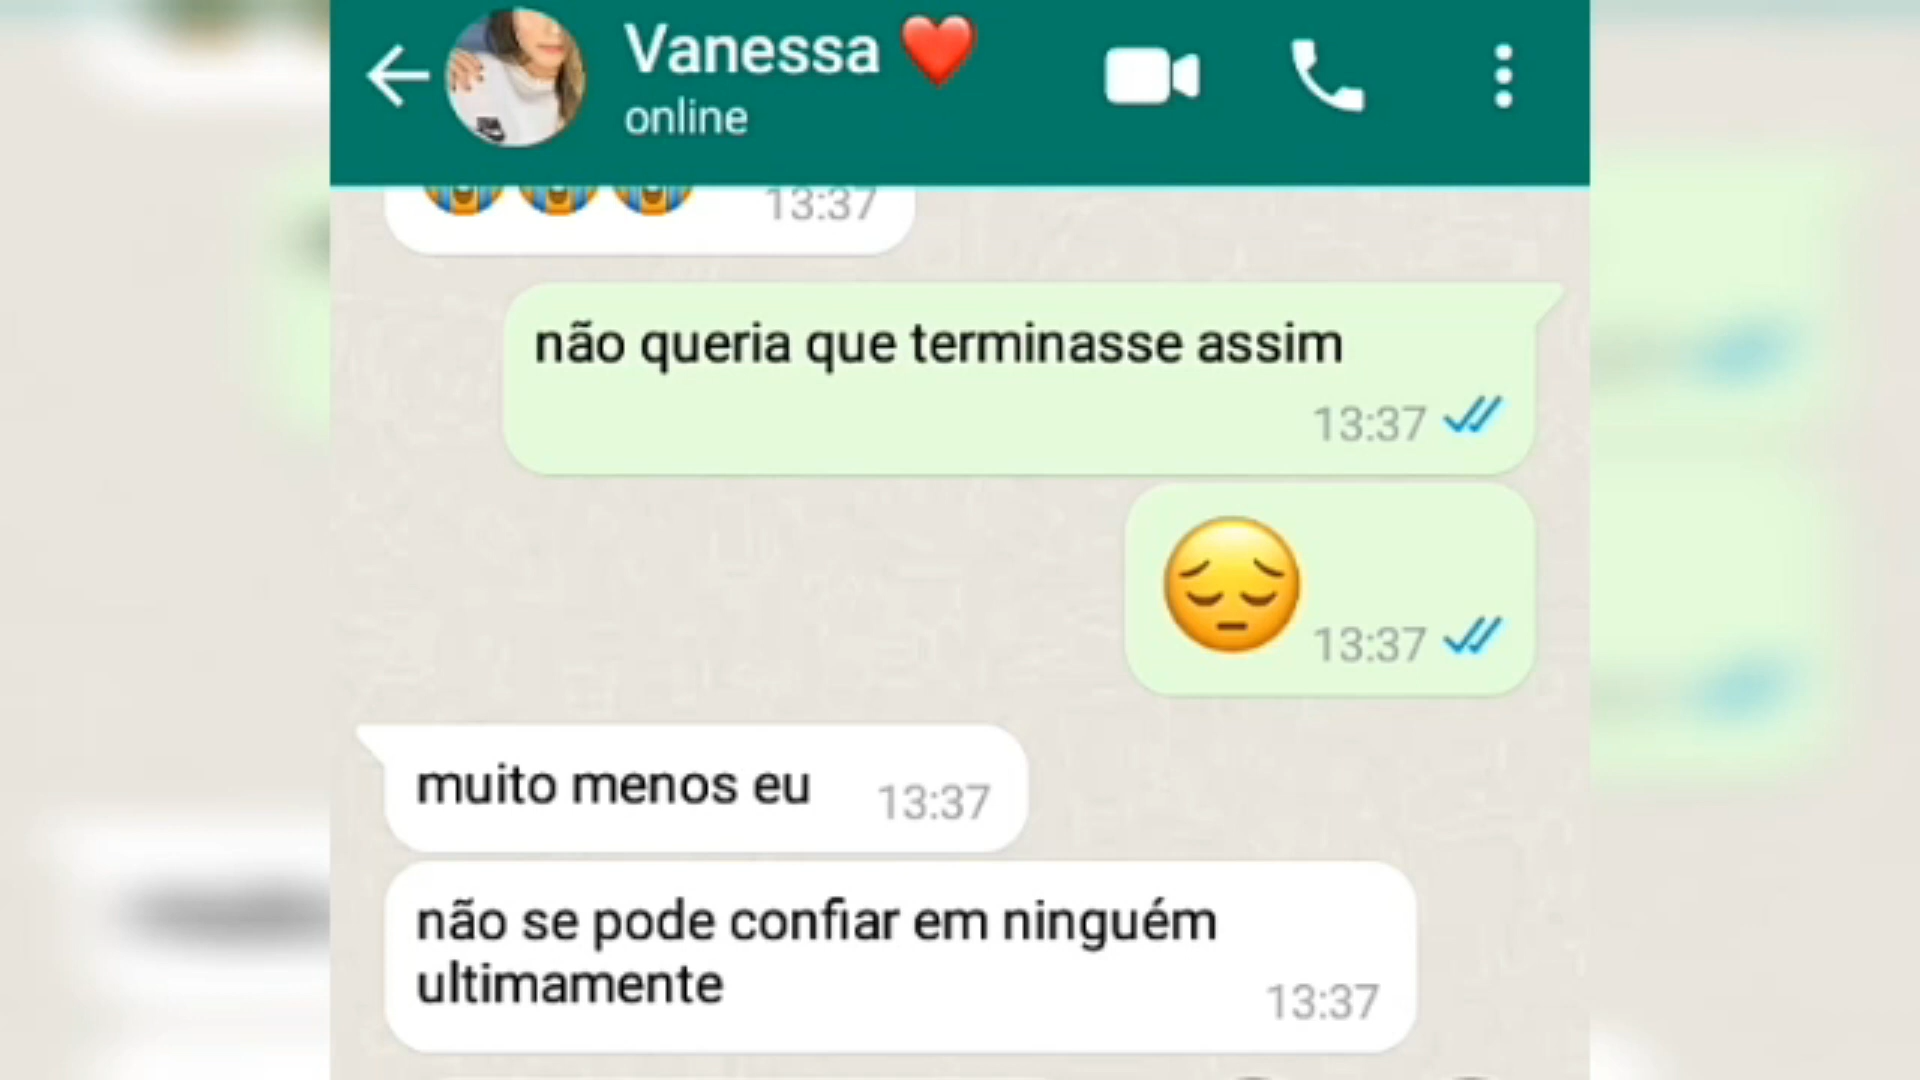 Vanessa ❤️
online
😭😭😭 13:37
não queria que terminasse assim
13:37
😔 13:37
muito menos eu 13:37
não se pode confiar em ninguém
ultimamente
13:37